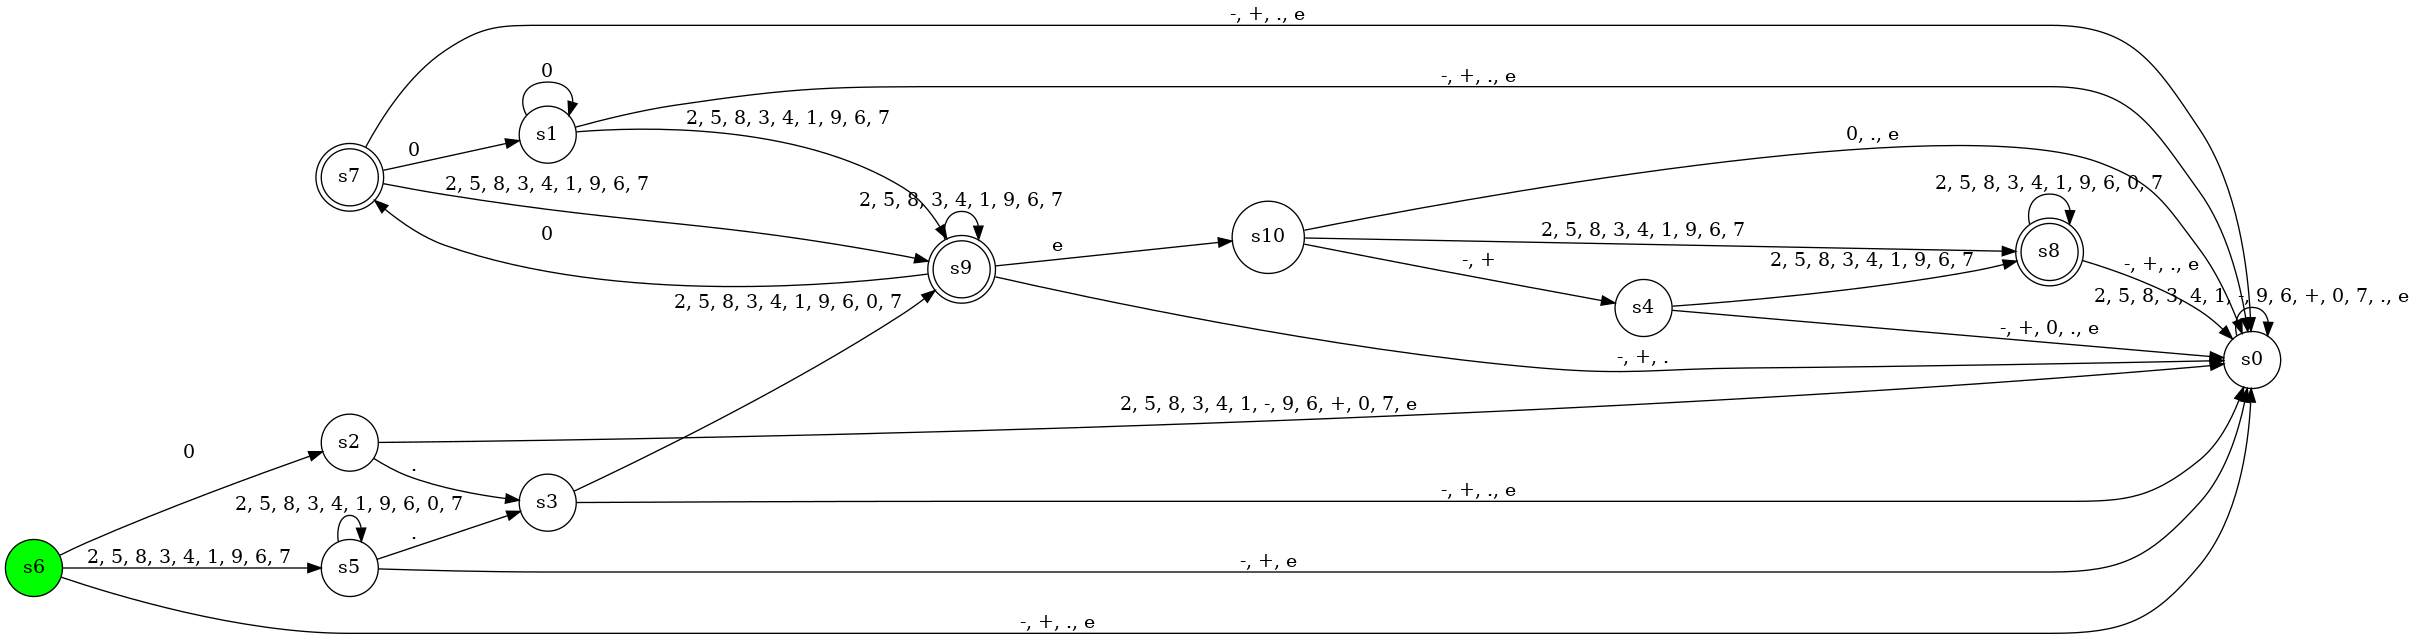 -, +, ., e
0
-, +, ., e
2, 5, 8, 3, 4, 1, 9, 6, 7
s1
0, ., e
0
s7
2, 5, 8, 3, 4, 1, 9, 6, 7
2, 5, 8, 3, 4, 1, 9, 6, 0, 7
2, 5, 8, 3, 4, 1, 9, 6, 7
0
e
s10
2, 5, 8, 3, 4, 1, 9, 6, 7
s8
s9
-, +
2, 5, 8, 3, 4, 1, 9, 6, 7
-, +, ., e
2, 5, 8, 3, 4, 1, 9, 6, 0, 7
s4
2, 5, 8, 3, 4, 1, -, 9, 6, +, 0, 7, ., e
-, +, 0, ., e
-, +, .
s0
2, 5, 8, 3, 4, 1, -, 9, 6, +, 0, 7, e
0
s2
.
2, 5, 8, 3, 4, 1, 9, 6, 0, 7
s3
-, +, ., e
.
2, 5, 8, 3, 4, 1, 9, 6, 7
s6
s5
-, +, e
-, +, ., e